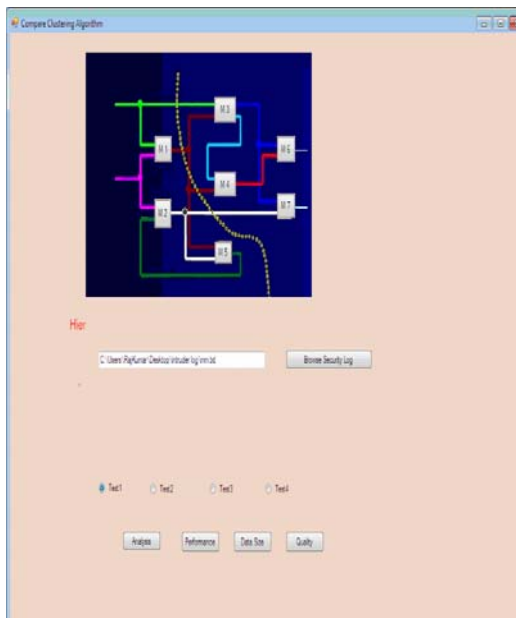 Compare Clustering Algorithm
M 3
M 1
M 6
M 4
M 2
M 7
M 5
Hier
C:\Users\RajKumar\Desktop\intruder log\nnn.txt
Browse Security Log
Test1 Test2 Test3 Test4
Analysis Performance Data Size Quality